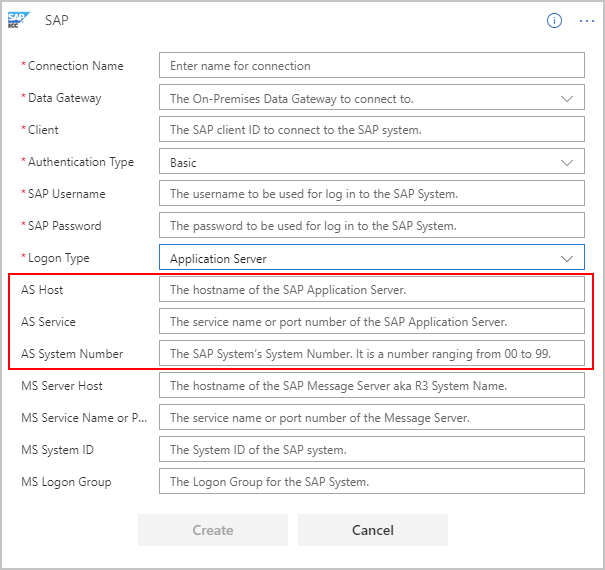 SAP ECC SAP
* Connection Name Enter name for connection
* Data Gateway The On-Premises Data Gateway to connect to.
* Client The SAP client ID to connect to the SAP system.
* Authentication Type Basic
* SAP Username The username to be used for log in to the SAP System.
* SAP Password The password to be used for log in to the SAP System.
* Logon Type Application Server
AS Host The hostname of the SAP Application Server.
AS Service The service name or port number of the SAP Application Server.
AS System Number The SAP System's System Number. It is a number ranging from 00 to 99.
MS Server Host The hostname of the SAP Message Server aka R3 System Name.
MS Service Name or P... The service name or port number of the Message Server.
MS System ID The System ID of the SAP system.
MS Logon Group The Logon Group for the SAP System.
Create Cancel